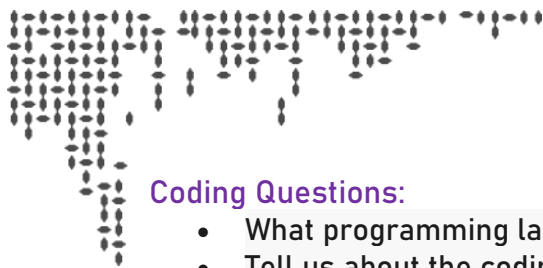 Coding Questions:
• What programming la
• Tell us about the codin